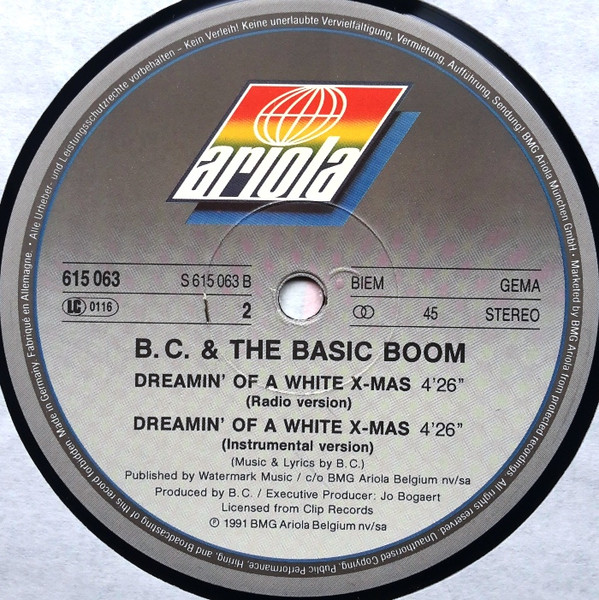 • Alle Urheber- und Leistungsschutzrechte vorbehalten – Kein Verleih! Keine unerlaubte Vervielfältigung, Vermietung, Aufführung, Sendung! BMG Ariola München GmbH • Marketed by BMG Ariola from protected recordings. All rights reserved. Unauthorised Copying, Public Performance, Hiring, and Broadcasting of this record forbidden Made in Germany, Fabriqué en Allemagne.
ariola
615 063 S 615 063 B BIEM GEMA
LC 0116 2 45 STEREO
B. C. & THE BASIC BOOM
DREAMIN' OF A WHITE X-MAS 4'26"
(Radio version)
DREAMIN' OF A WHITE X-MAS 4'26"
(Instrumental version)
(Music & Lyrics by B. C.)
Published by Watermark Music / c/o BMG Ariola Belgium nv/sa
Produced by B. C. / Executive Producer: Jo Bogaert
Licensed from Clip Records
℗ 1991 BMG Ariola Belgium nv/sa